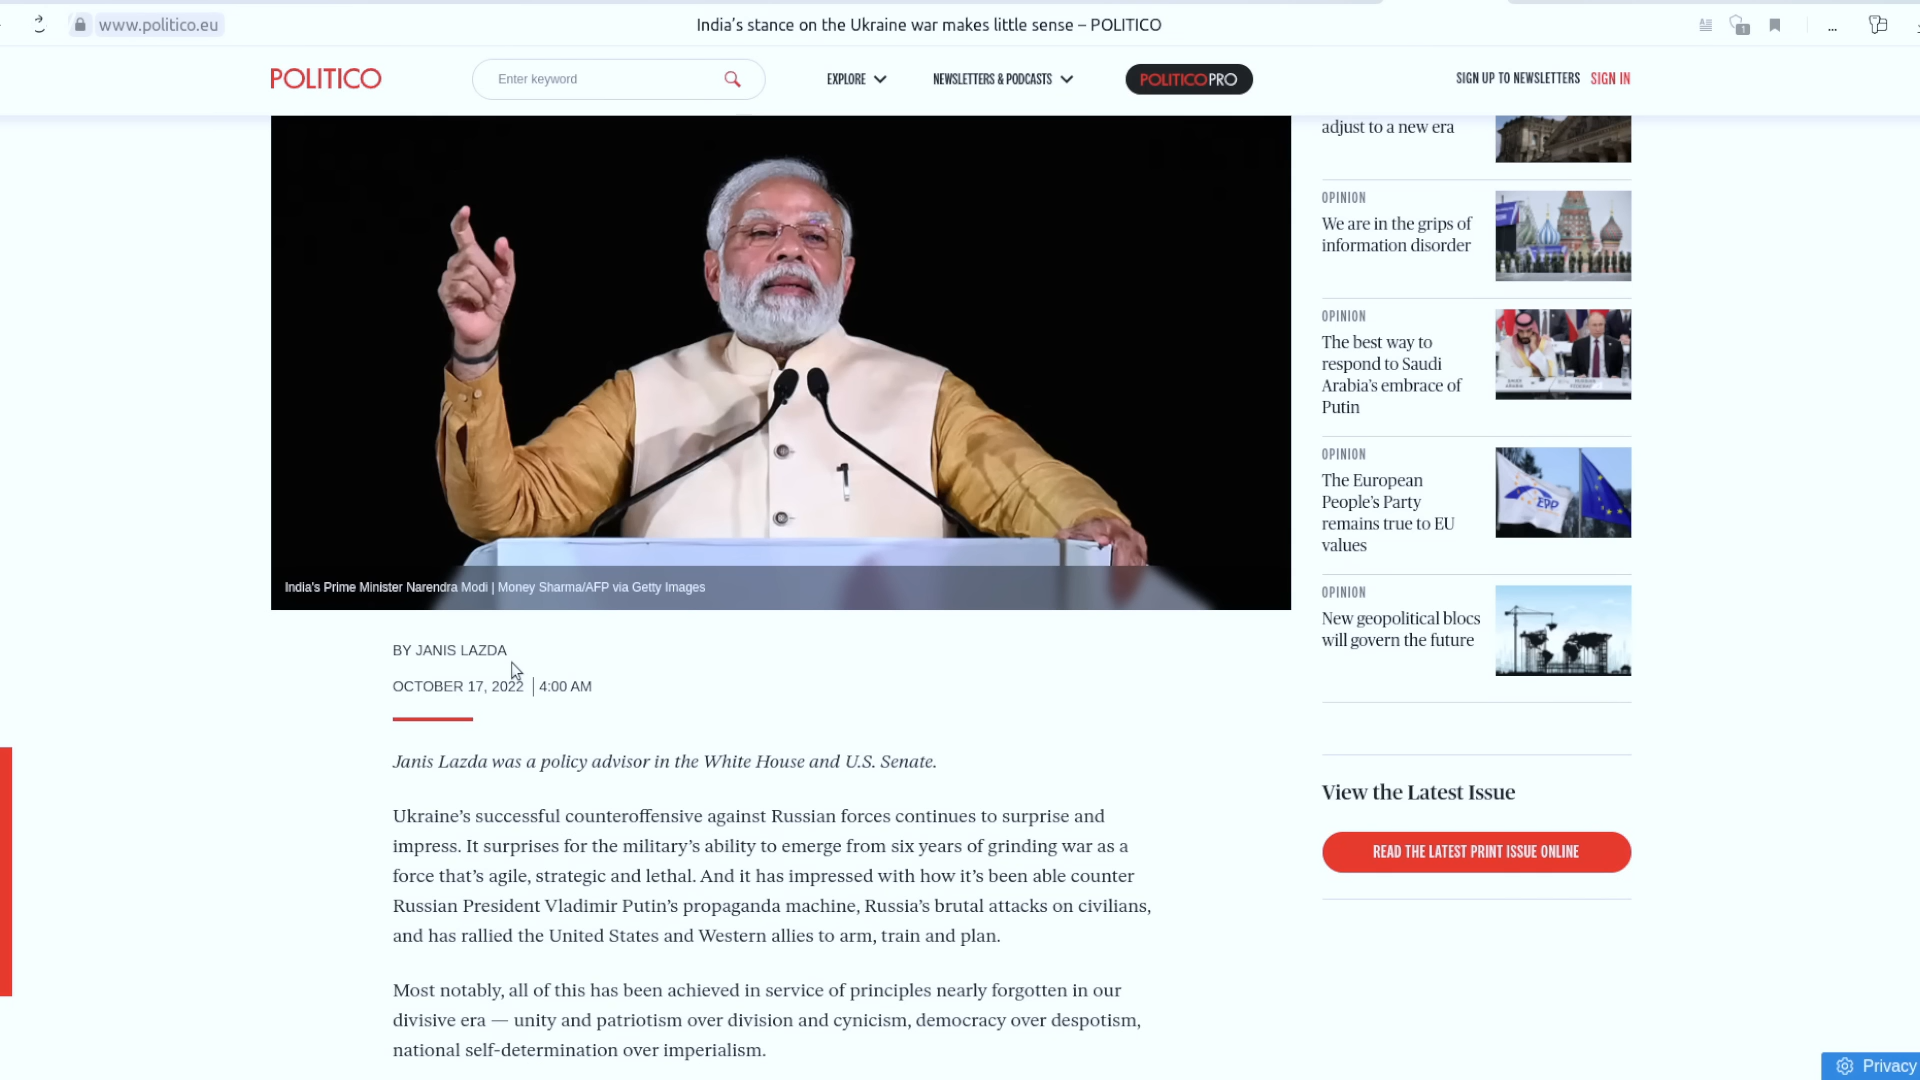 www.politico.eu
India’s stance on the Ukraine war makes little sense – POLITICO
1
...
POLITICO
Enter keyword
EXPLORE
NEWSLETTERS & PODCASTS
POLITICOPRO
SIGN UP TO NEWSLETTERS
SIGN IN
India's Prime Minister Narendra Modi | Money Sharma/AFP via Getty Images
BY JANIS LAZDA
OCTOBER 17, 2022 | 4:00 AM
Janis Lazda was a policy advisor in the White House and U.S. Senate.
Ukraine’s successful counteroffensive against Russian forces continues to surprise and
impress. It surprises for the military’s ability to emerge from six years of grinding war as a
force that’s agile, strategic and lethal. And it has impressed with how it’s been able counter
Russian President Vladimir Putin’s propaganda machine, Russia’s brutal attacks on civilians,
and has rallied the United States and Western allies to arm, train and plan.
Most notably, all of this has been achieved in service of principles nearly forgotten in our
divisive era — unity and patriotism over division and cynicism, democracy over despotism,
national self-determination over imperialism.
adjust to a new era
OPINION
We are in the grips of
information disorder
OPINION
The best way to
respond to Saudi
Arabia’s embrace of
Putin
OPINION
The European
People’s Party
remains true to EU
values
EPP
OPINION
New geopolitical blocs
will govern the future
View the Latest Issue
READ THE LATEST PRINT ISSUE ONLINE
Privacy